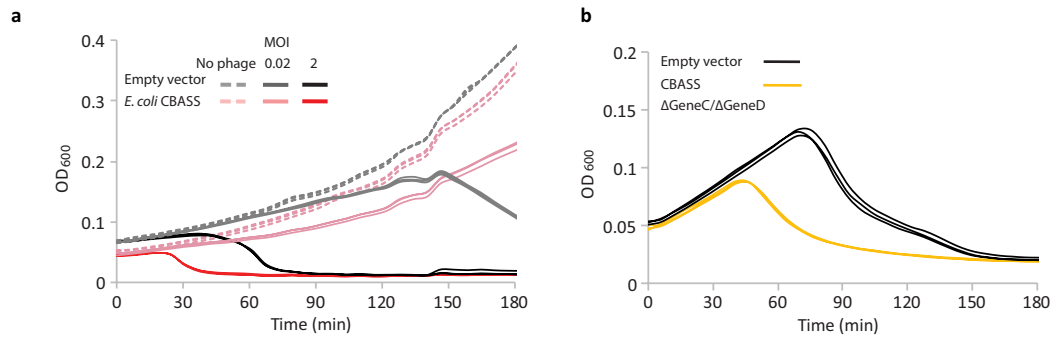 a
0.4
0.3
0.2
0.1
0
OD600
MOI
No phage 0.02 2
Empty vector
E. coli CBASS
0 30 60 90 120 150 180
Time (min)
b
0.2
0.15
0.1
0.05
0
OD 600
Empty vector
CBASS
ΔGeneC/ΔGeneD
0 30 60 90 120 150 180
Time (min)